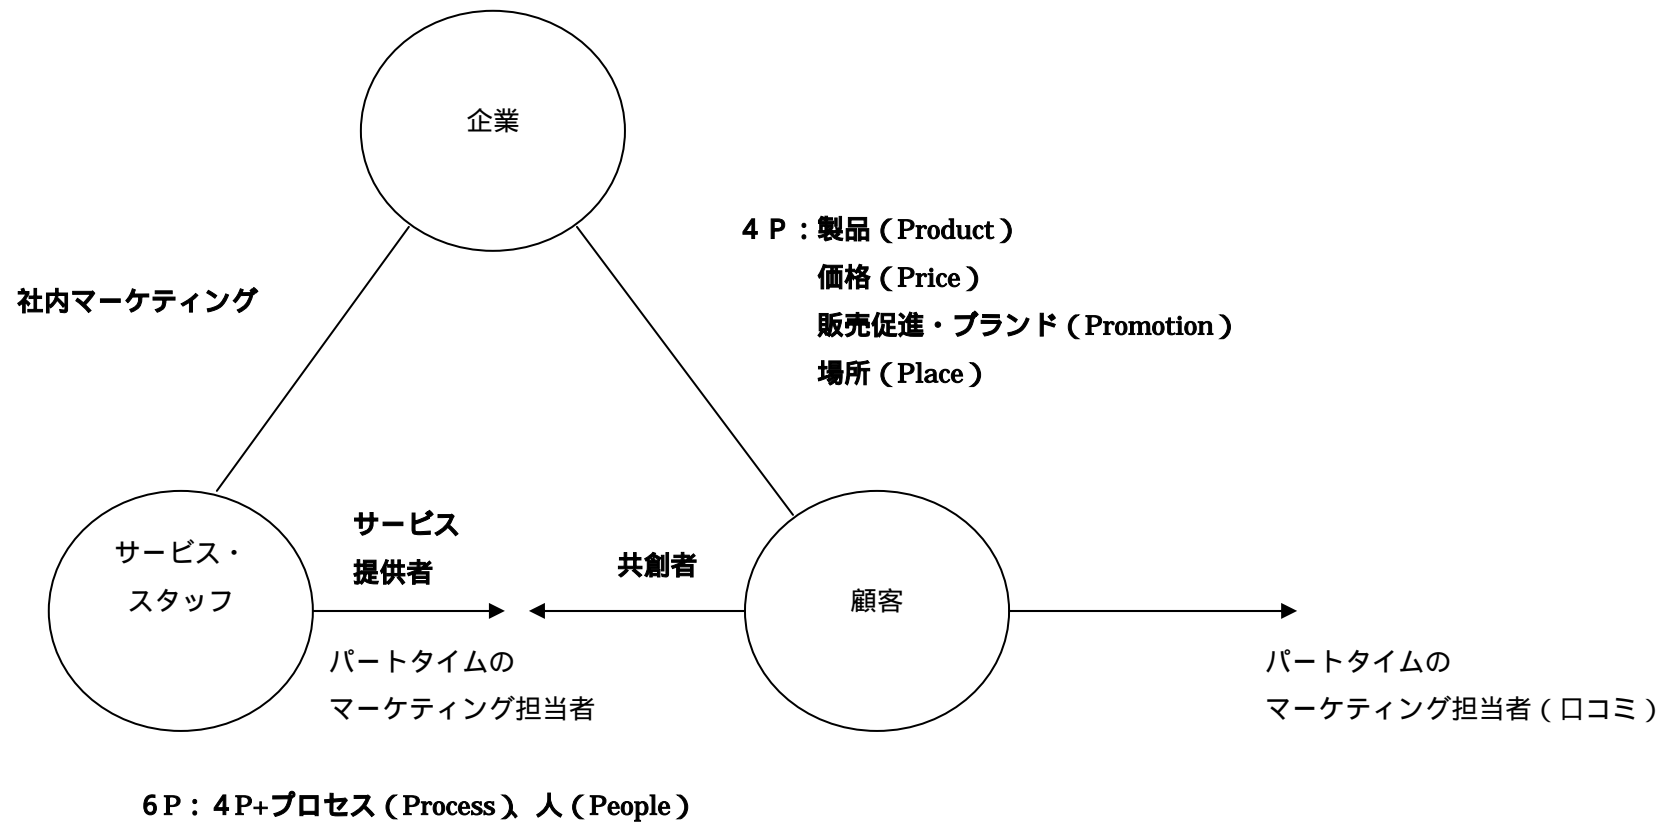 企業
４Ｐ：製品（Product）
価格（Price）
社内マーケティング
販売促進・ブランド（Promotion）
場所（Place）
サービス
提供者
共創者
サービス・
スタッフ
顧客
パートタイムの
マーケティング担当者
パートタイムの
マーケティング担当者（口コミ）
６P：４P+プロセス（Process）、人（People）